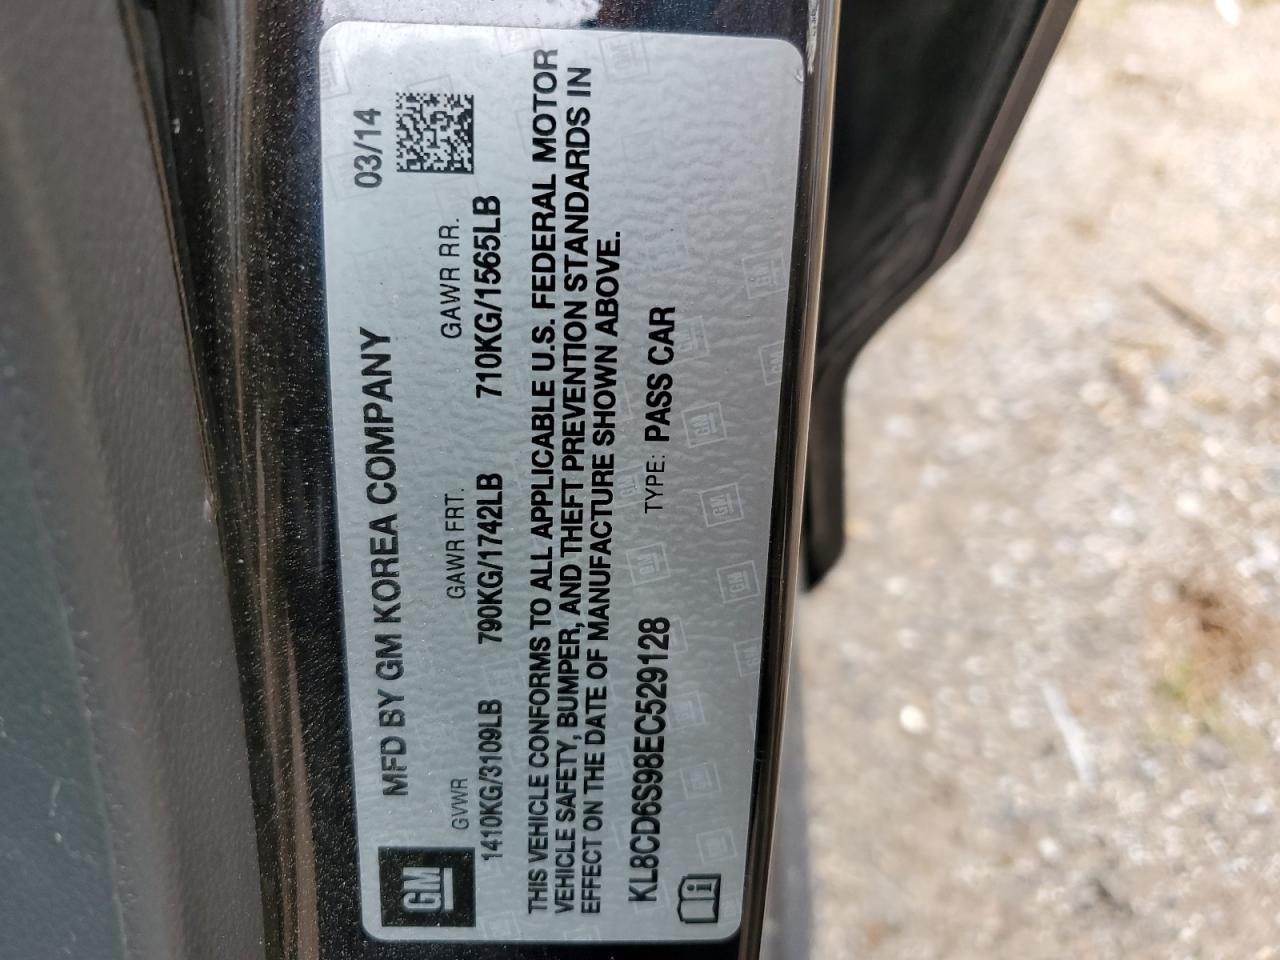 MFD BY GM KOREA COMPANY 03/14
GM
GVWR GAWR FRT. GAWR RR.
1410KG/3109LB 790KG/1742LB 710KG/1565LB
THIS VEHICLE CONFORMS TO ALL APPLICABLE U.S. FEDERAL MOTOR
VEHICLE SAFETY, BUMPER, AND THEFT PREVENTION STANDARDS IN
EFFECT ON THE DATE OF MANUFACTURE SHOWN ABOVE.
KL8CD6S98EC529128 TYPE: PASS CAR